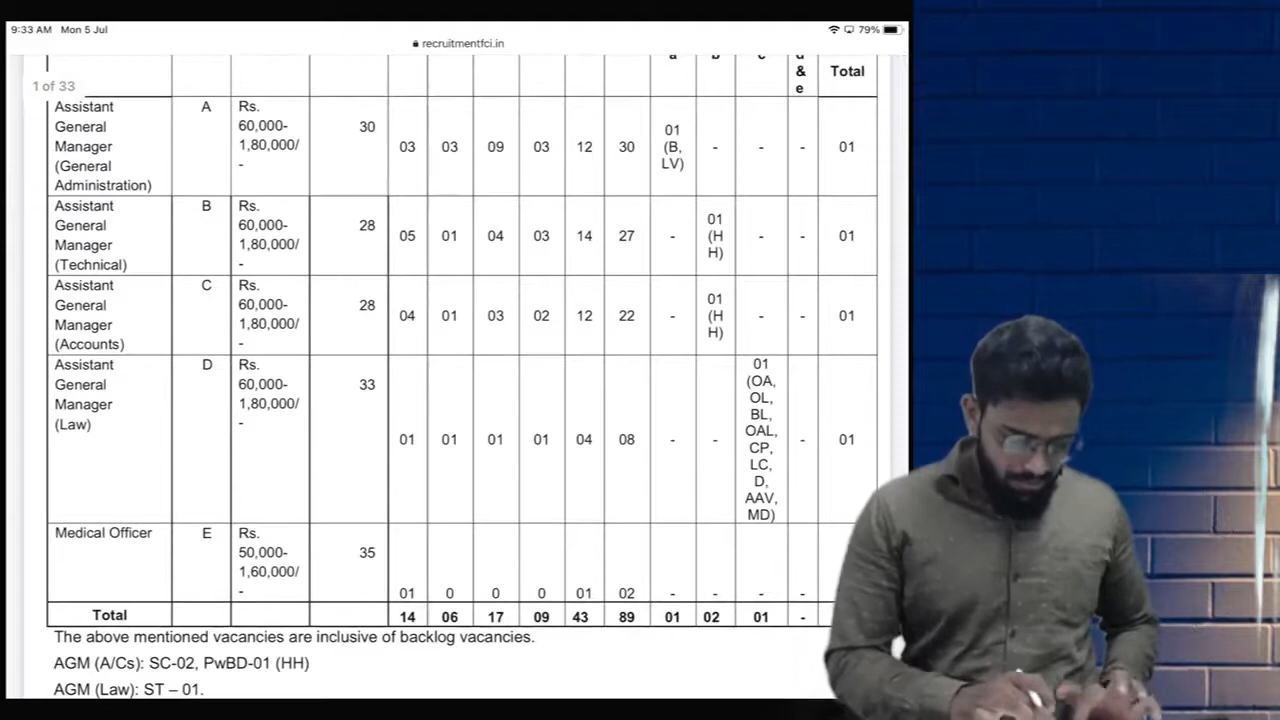 9:33 AM Mon 5 Jul
79%
recruitmentfci.in
1 of 33
a b c d & e Total
Assistant General Manager (General Administration) A Rs. 60,000-1,80,000/- 30 03 03 09 03 12 30 01 (B, LV) - - - 01
Assistant General Manager (Technical) B Rs. 60,000-1,80,000/- 28 05 01 04 03 14 27 - 01 (HH) - - 01
Assistant General Manager (Accounts) C Rs. 60,000-1,80,000/- 28 04 01 03 02 12 22 - 01 (HH) - - 01
Assistant General Manager (Law) D Rs. 60,000-1,80,000/- 33 01 01 01 01 04 08 - - 01 (OA, OL, BL, OAL, CP, LC, D, AAV, MD) - 01
Medical Officer E Rs. 50,000-1,60,000/- 35 01 0 0 0 01 02 - - - -
Total 14 06 17 09 43 89 01 02 01 -
The above mentioned vacancies are inclusive of backlog vacancies.
AGM (A/Cs): SC-02, PwBD-01 (HH)
AGM (Law): ST – 01.